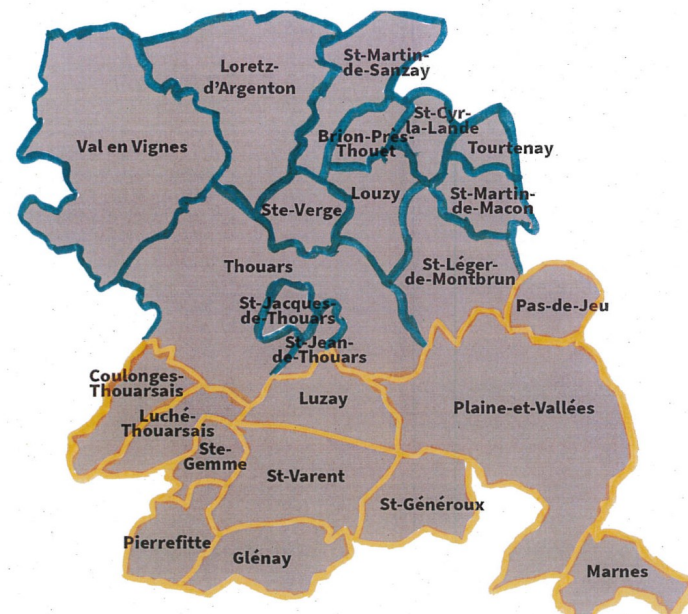 St-Martin-
de-Sanzay
Loretz-
d'Argenton
St-Cyr-
la-Lande
Brion-Près-
Thouet
Tourtenay
Val en Vignes
Louzy
St-Martin-
de-Macon
Ste-Verge
Thouars
St-Léger-
de-Montbrun
St-Jacques-
de-Thouars
Pas-de-Jeu
St-Jean-
de-Thouars
Coulonges-
Thouarsais
Luzay
Plaine-et-Vallées
Luché-
Thouarsais
Ste-
Gemme
St-Varent
St-Généroux
Pierrefitte
Glénay
Marnes